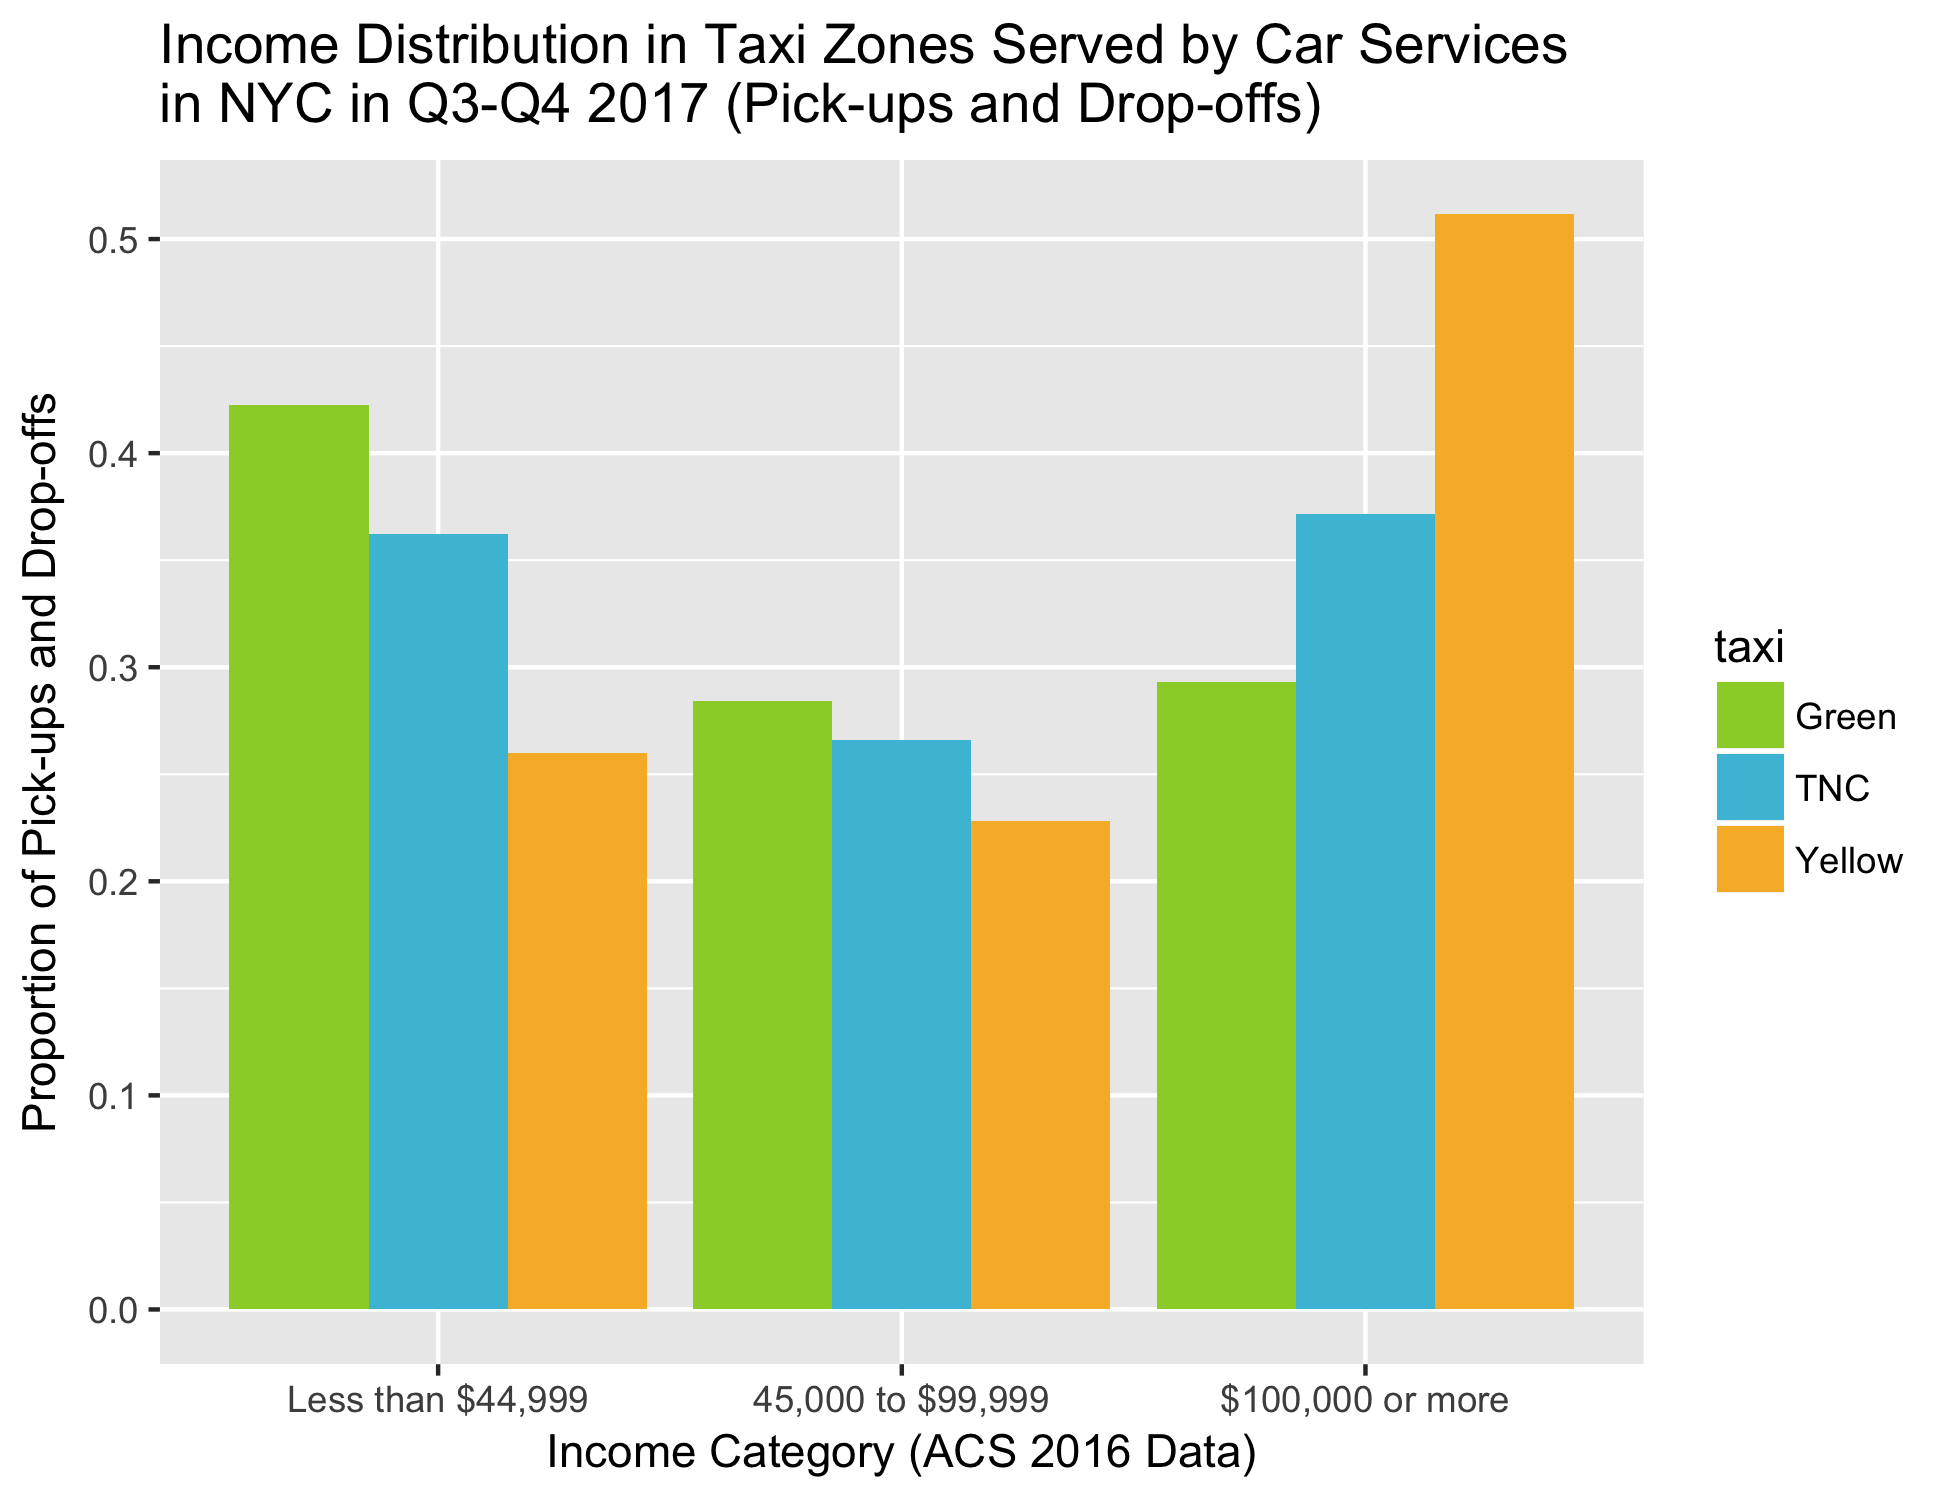 Income Distribution in Taxi Zones Served by Car Services
in NYC in Q3-Q4 2017 (Pick-ups and Drop-offs)
Proportion of Pick-ups and Drop-offs
0.5
0.4
0.3
0.2
0.1
0.0
Less than $44,999
45,000 to $99,999
$100,000 or more
Income Category (ACS 2016 Data)
taxi
Green
TNC
Yellow